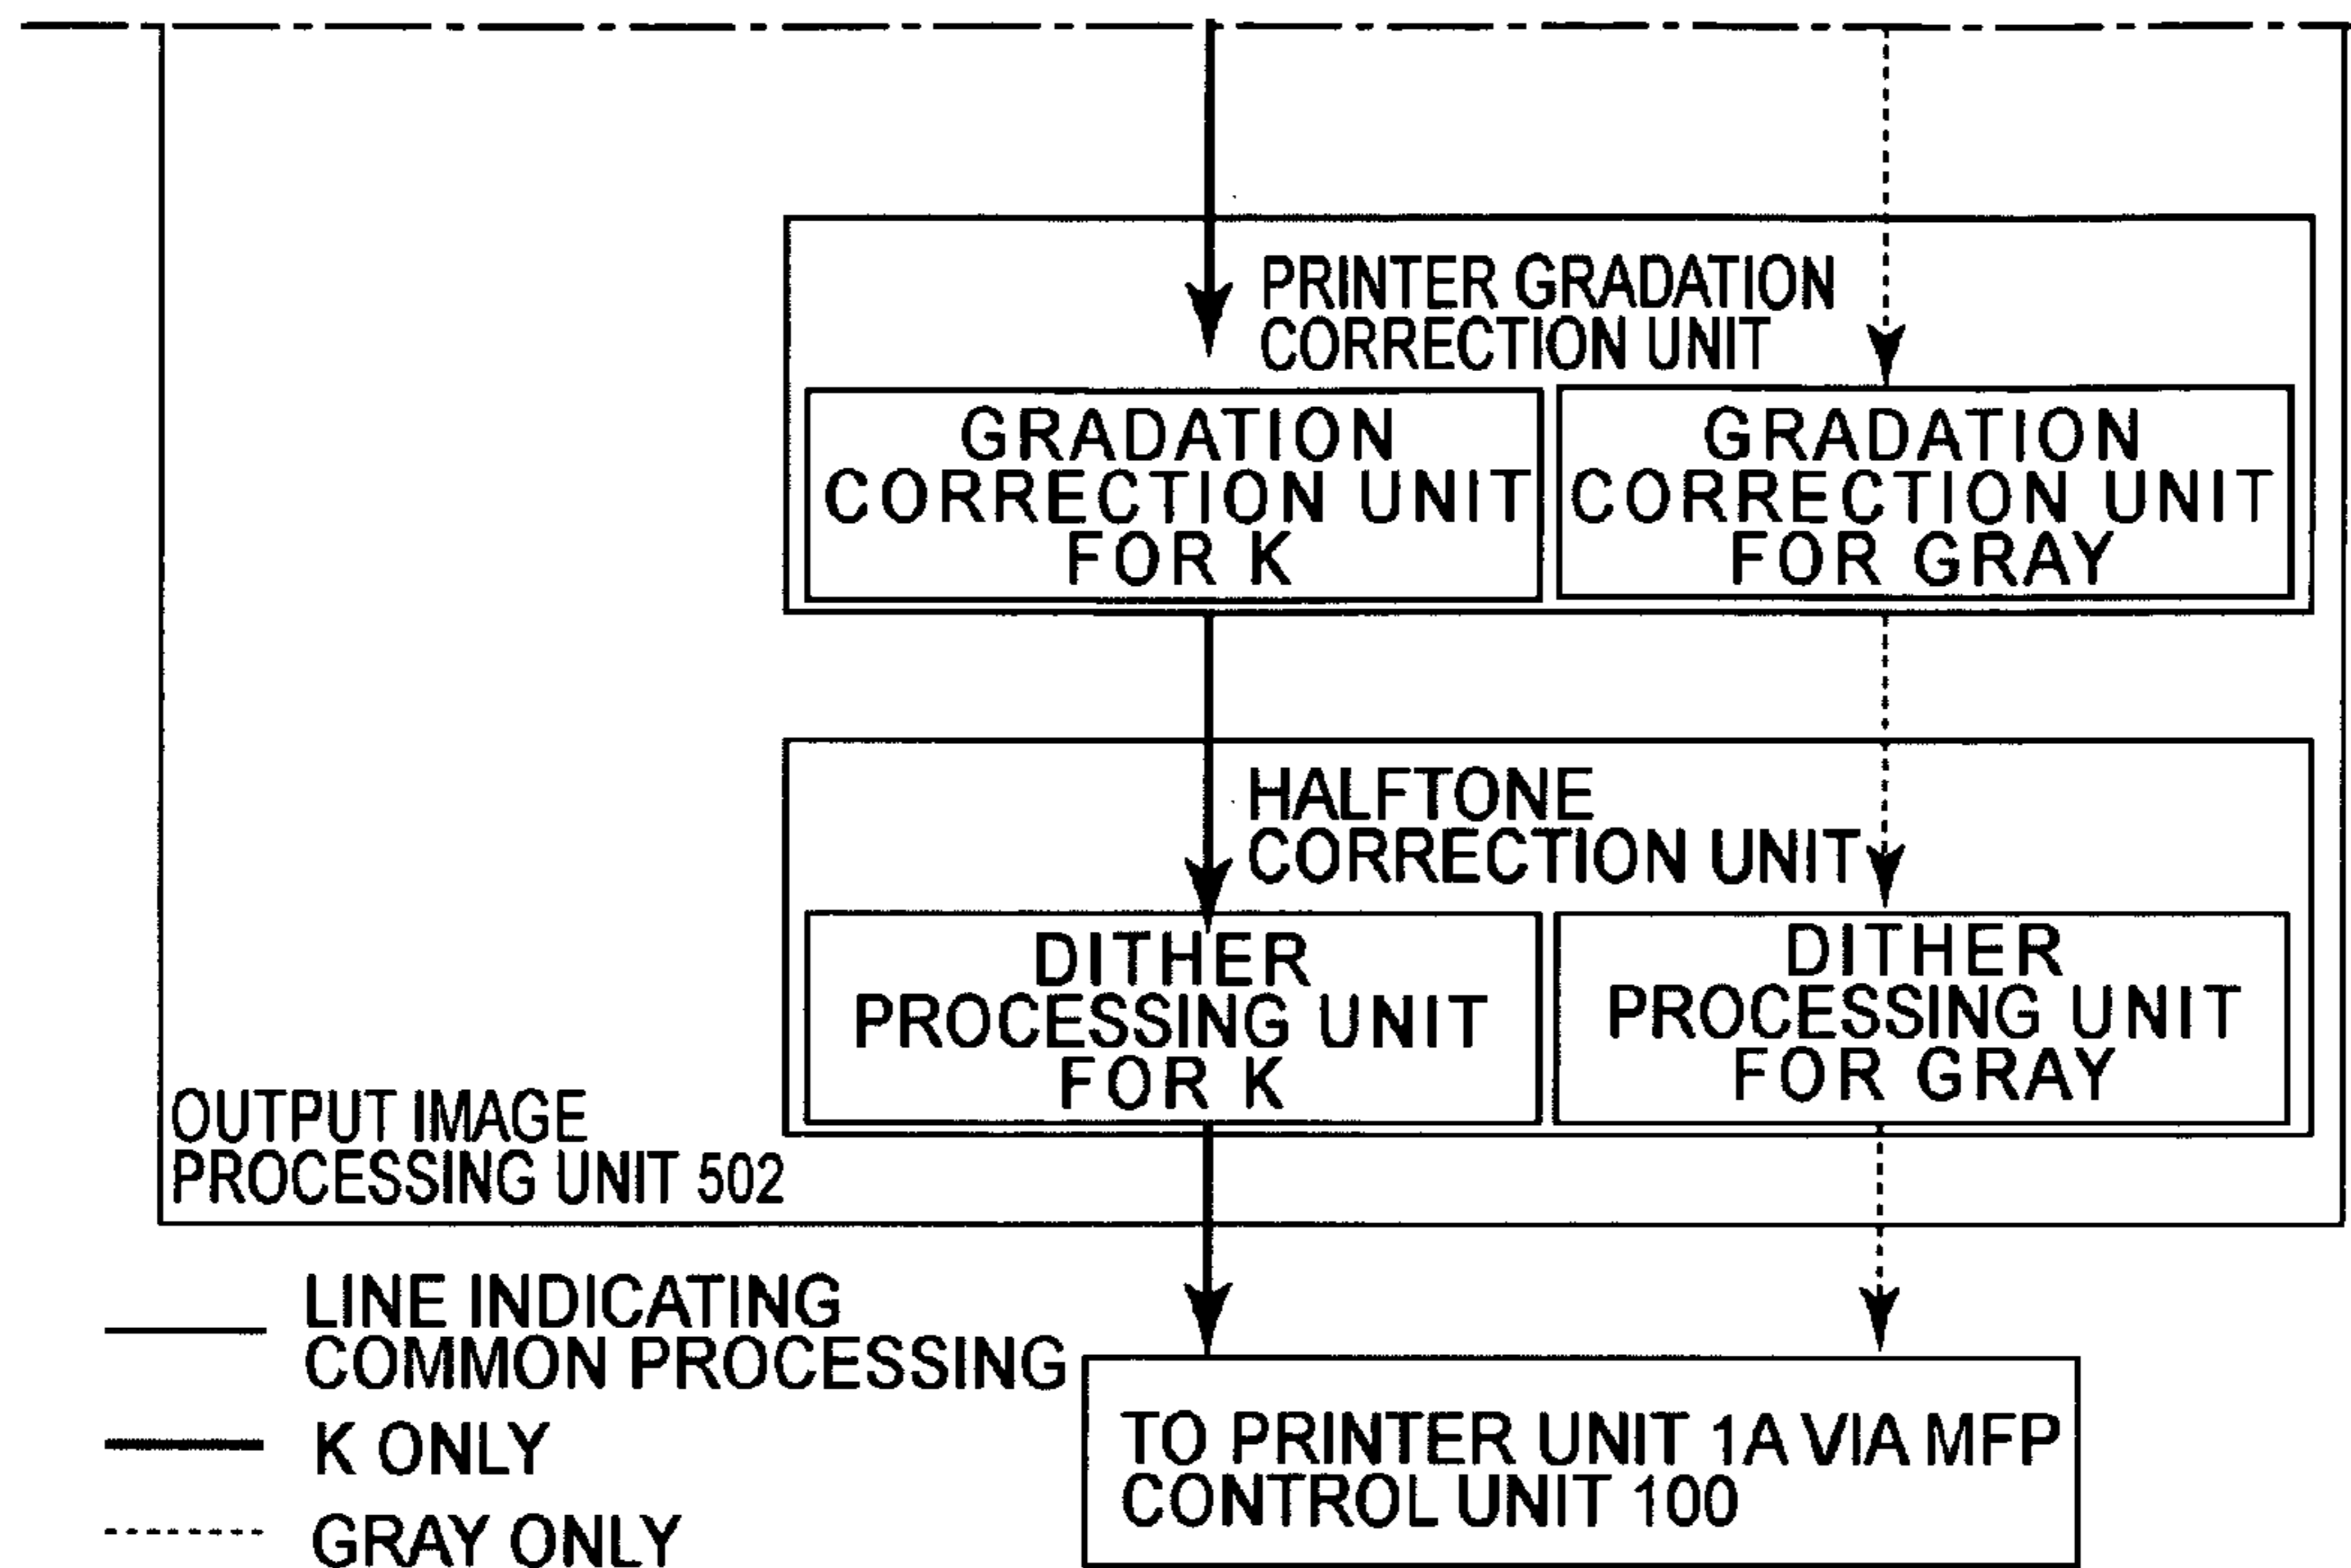 PRINTER GRADATION
CORRECTION UNIT
GRADATION
CORRECTION UNIT
FOR K
GRADATION
CORRECTION UNIT
FOR GRAY
HALFTONE
CORRECTION UNIT
DITHER
PROCESSING UNIT
FOR K
DITHER
PROCESSING UNIT
FOR GRAY
OUTPUT IMAGE
PROCESSING UNIT 502
LINE INDICATING
COMMON PROCESSING
K ONLY
GRAY ONLY
TO PRINTER UNIT 1A VIA MFP
CONTROL UNIT 100